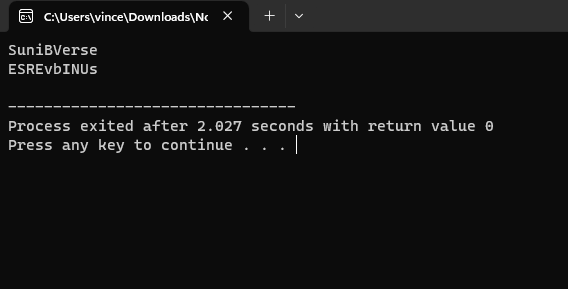 C:\Users\vince\Downloads\Nc
SuniBVerse
ESREvbINUs
--------------------------------
Process exited after 2.027 seconds with return value 0
Press any key to continue . . .